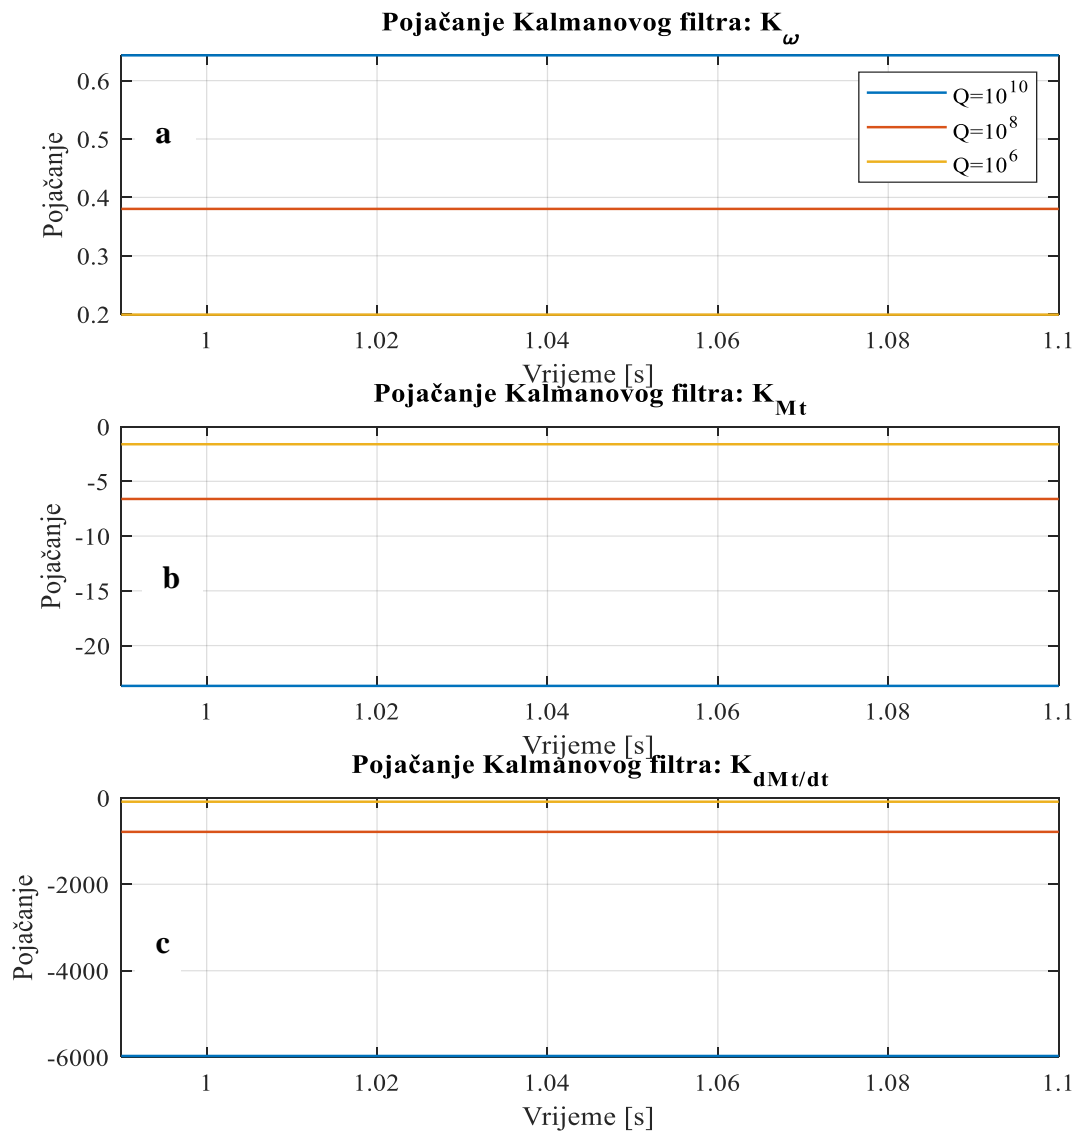 Pojačanje Kalmanovog filtra: K_ω
0.6
0.5
0.4
0.3
0.2
Pojačanje
a
Q=10^10
Q=10^8
Q=10^6
1 1.02 1.04 1.06 1.08 1.1
Vrijeme [s]
Pojačanje Kalmanovog filtra: K_Mt
0
-5
-10
-15
-20
Pojačanje
b
1 1.02 1.04 1.06 1.08 1.1
Vrijeme [s]
Pojačanje Kalmanovog filtra: K_dMt/dt
0
-2000
-4000
-6000
Pojačanje
c
1 1.02 1.04 1.06 1.08 1.1
Vrijeme [s]